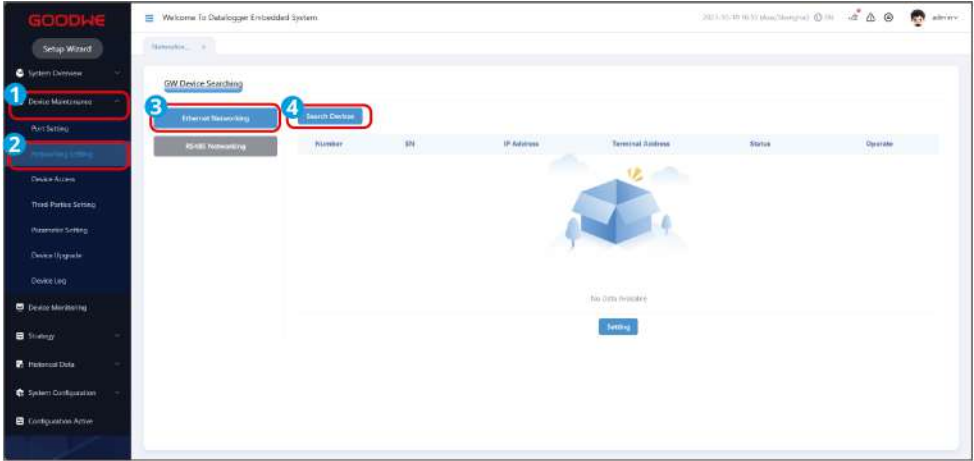 GOODWE
Welcome To Datalogger Embedded System
admin
Setup Wizard
System Overview
GW Device Searching
1
Device Maintenance
3
Ethernet Networking
4
Search Devices
Port Setting
2
Networking Setting
RS485 Networking
Number
SN
IP Address
Terminal Address
Status
Operate
Device Access
Third Parties Setting
Parameter Setting
Device Upgrade
Device Log
No Data Available
Device Monitoring
Setting
Strategy
Historical Data
System Configuration
Configuration Active